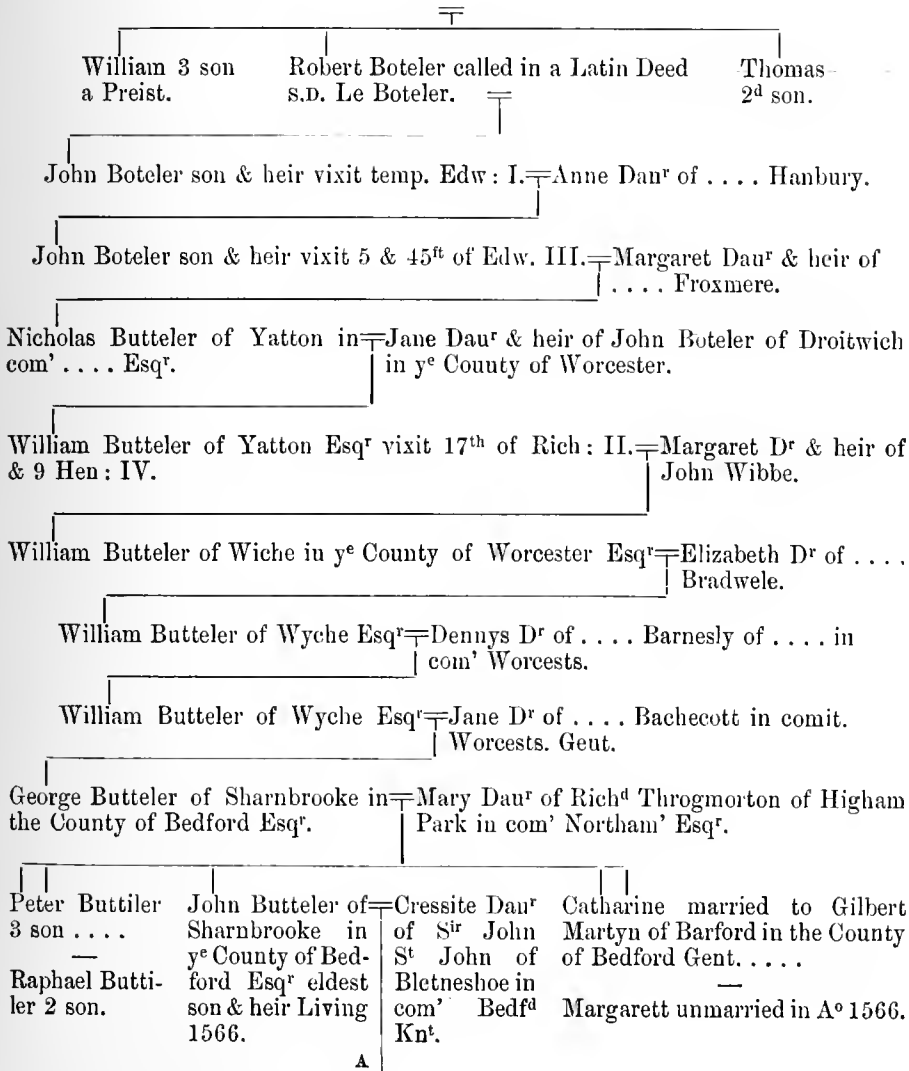 William 3 son
a Preist.
Robert Boteler called in a Latin Deed
S.D. Le Boteler.
Thomas
2ᵈ son.
John Boteler son & heir vixit temp. Edw: I.=Anne Dauʳ of . . . . Hanbury.
John Boteler son & heir vixit 5 & 45ᶠᵗ of Edw. III.=Margaret Dauʳ & heir of
. . . . Froxmere.
Nicholas Butteler of Yatton in=Jane Dauʳ & heir of John Boteler of Droitwich
com' . . . . Esqʳ.
in yᵉ County of Worcester.
William Butteler of Yatton Esqʳ vixit 17ᵗʰ of Rich: II.=Margaret Dʳ & heir of
& 9 Hen: IV.
John Wibbe.
William Butteler of Wiche in yᵉ County of Worcester Esqʳ=Elizabeth Dʳ of . . . .
Bradwele.
William Butteler of Wyche Esqʳ=Dennys Dʳ of . . . . Barnesly of . . . . in
com' Worcests.
William Butteler of Wyche Esqʳ=Jane Dʳ of . . . . Bachecott in comit.
Worcests. Gent.
George Butteler of Sharnbrooke in=Mary Dauʳ of Richᵈ Throgmorton of Higham
the County of Bedford Esqʳ.
Park in com' Northam' Esqʳ.
Peter Buttiler
3 son . . . .
—
Raphael Butti-
ler 2 son.
John Butteler of=
Sharnbrooke in
yᵉ County of Bed-
ford Esqʳ eldest
son & heir Living
1566.
A
Cressite Dauʳ
of Sⁱʳ John
Sᵗ John of
Bletneshoe in
com' Bedfᵈ
Knᵗ.
Catharine married to Gilbert
Martyn of Barford in the County
of Bedford Gent. . . . .
—
Margarett unmarried in Aº 1566.